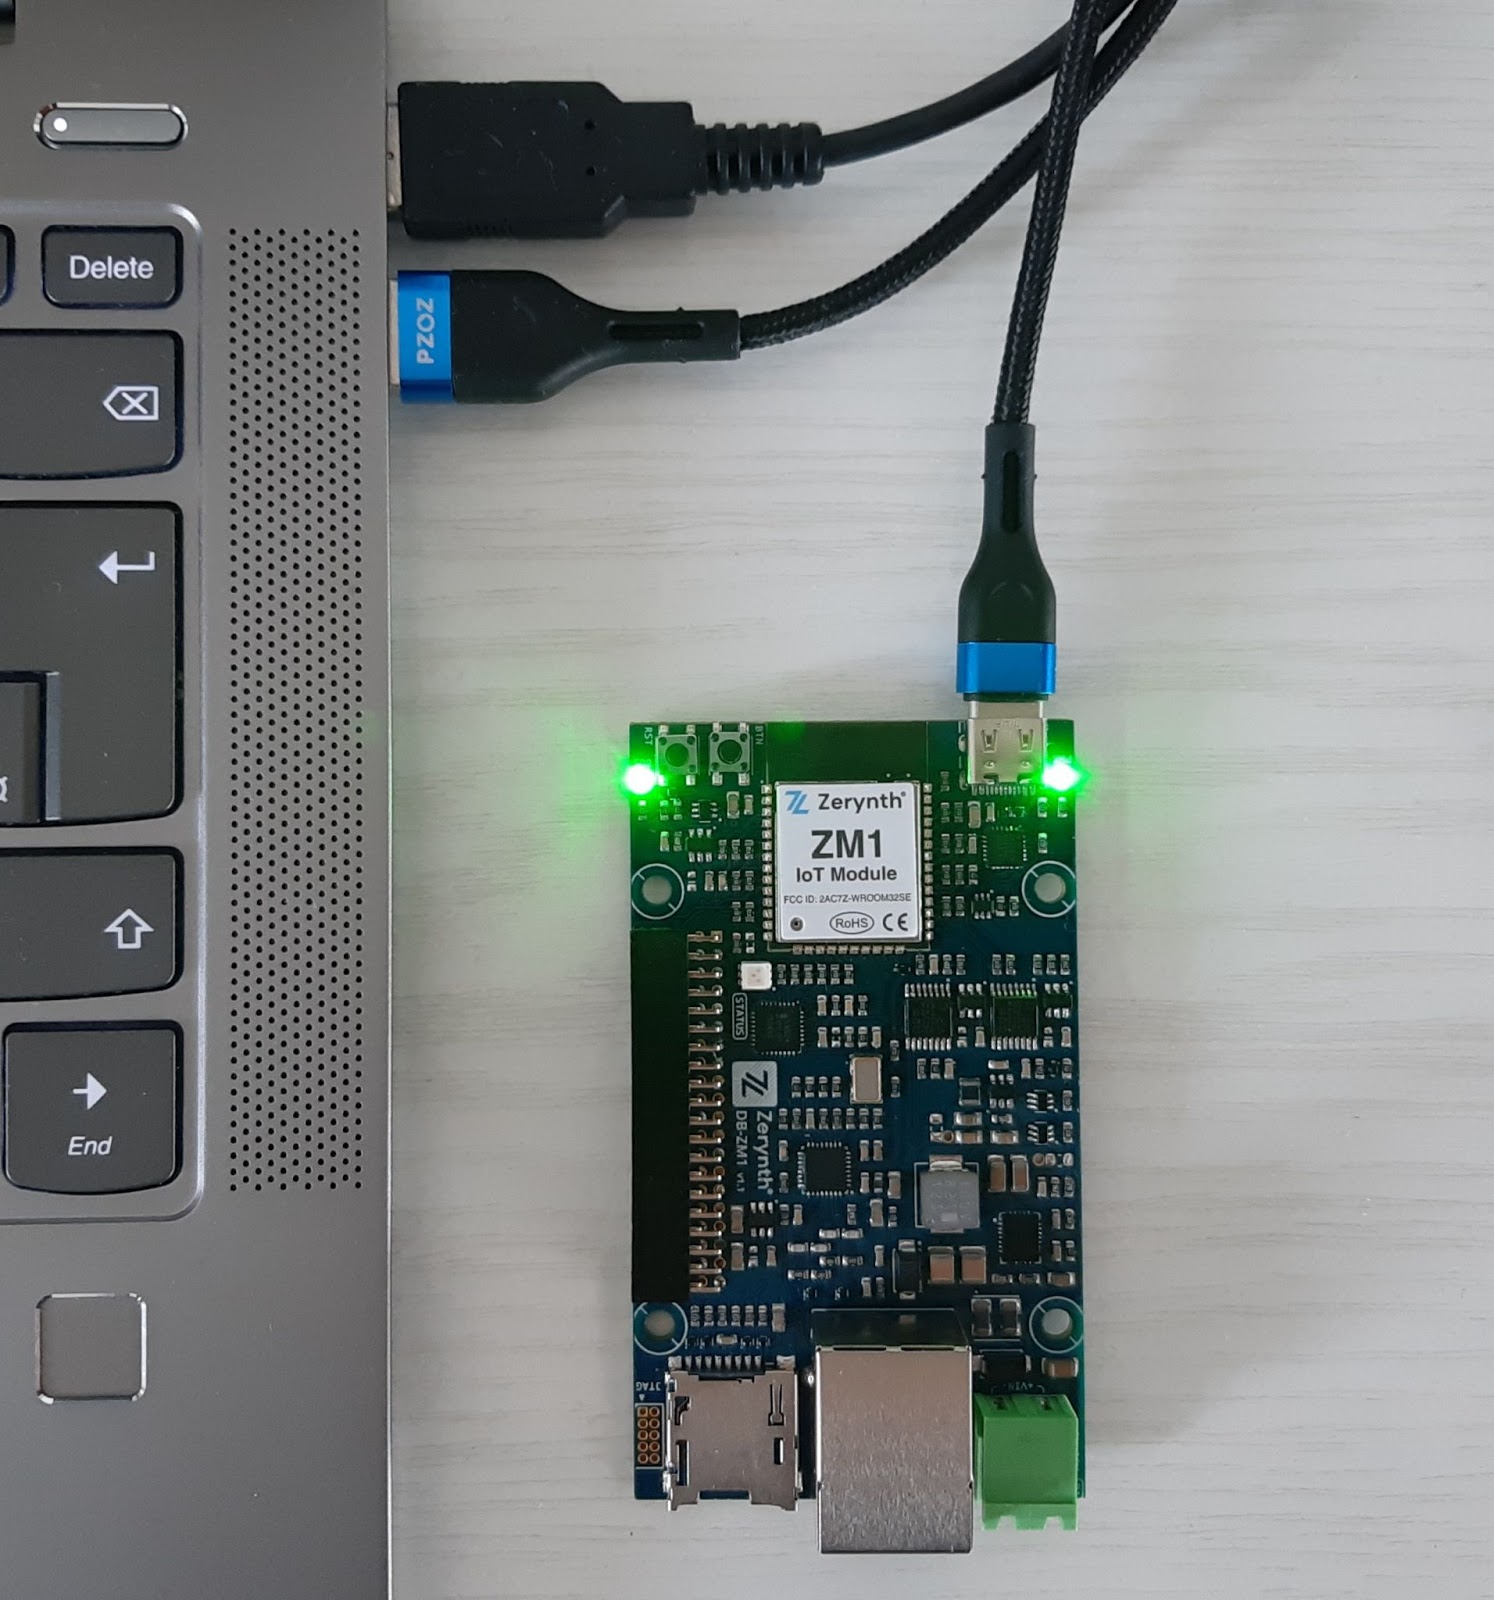 Delete
PZOZ
End
RST
BTN
Zerynth®
ZM1
IoT Module
FCC ID: 2AC7Z-WROOM32SE
RoHS CE
STATUS
Zerynth®
DB-ZM1 v1.1
JTAG
+VIN